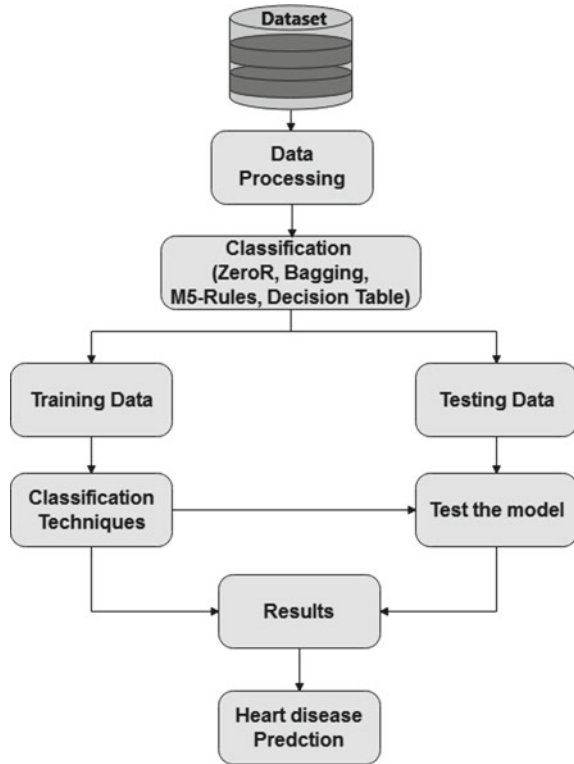 Dataset
Data
Processing
Classification
(ZeroR, Bagging,
M5-Rules, Decision Table)
Training Data
Testing Data
Classification
Techniques
Test the model
Results
Heart disease
Predction